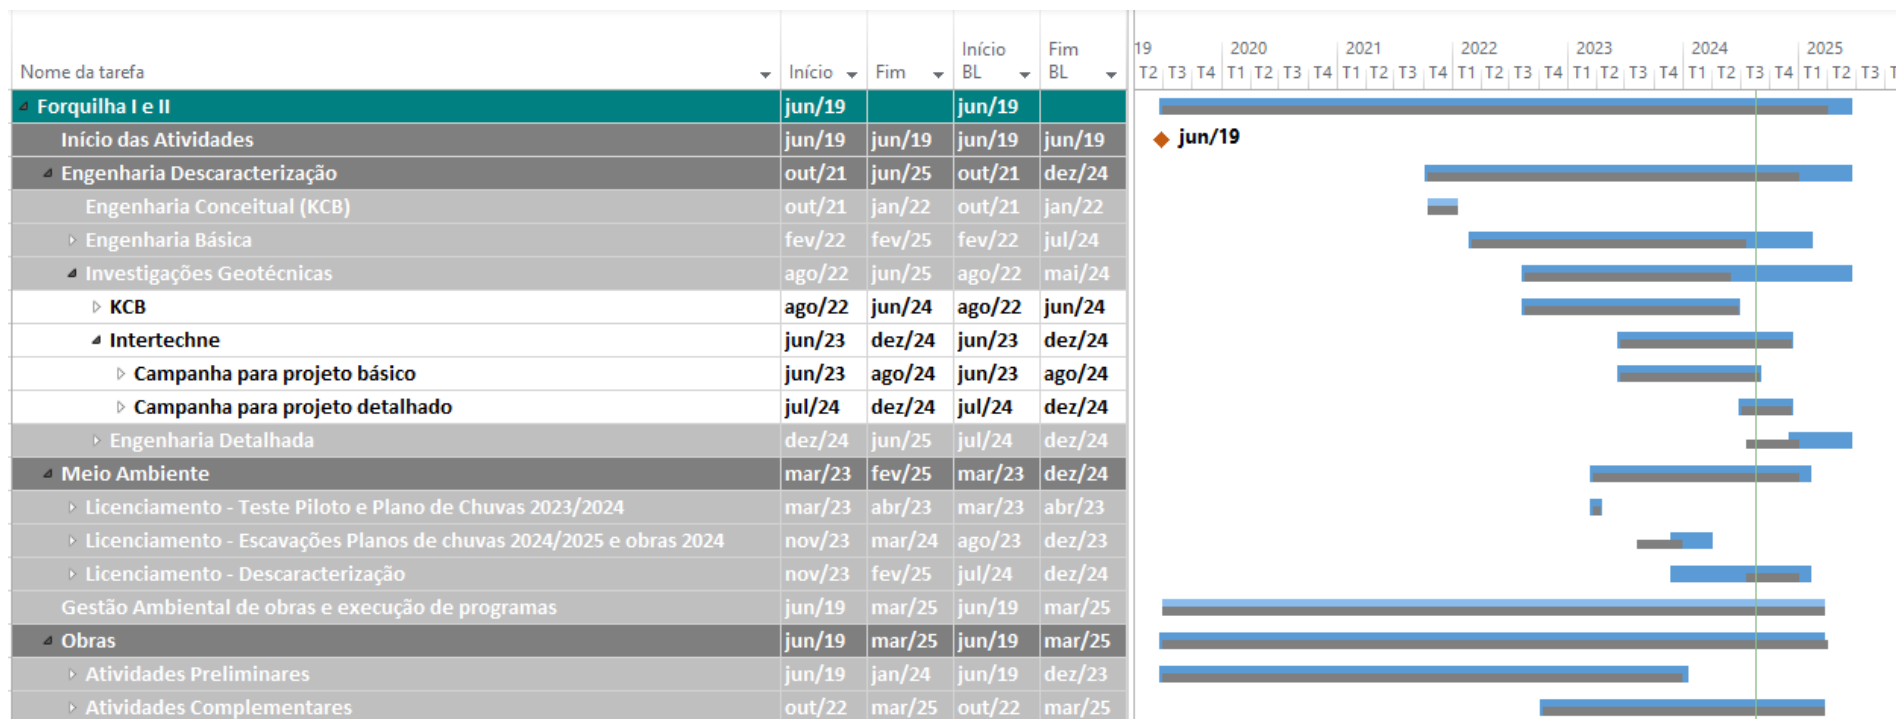 Nome da tarefa Início Fim Início BL Fim BL
19 2020 2021 2022 2023 2024 2025
T2 T3 T4 T1 T2 T3 T4 T1 T2 T3 T4 T1 T2 T3 T4 T1 T2 T3 T4 T1 T2 T3 T4 T1 T2 T3
Forquilha I e II jun/19 jun/19
Início das Atividades jun/19 jun/19 jun/19 jun/19 jun/19
Engenharia Descaracterização out/21 jun/25 out/21 dez/24
Engenharia Conceitual (KCB) out/21 jan/22 out/21 jan/22
Engenharia Básica fev/22 fev/25 fev/22 jul/24
Investigações Geotécnicas ago/22 jun/25 ago/22 mai/24
KCB ago/22 jun/24 ago/22 jun/24
Intertechne jun/23 dez/24 jun/23 dez/24
Campanha para projeto básico jun/23 ago/24 jun/23 ago/24
Campanha para projeto detalhado jul/24 dez/24 jul/24 dez/24
Engenharia Detalhada dez/24 jun/25 jul/24 dez/24
Meio Ambiente mar/23 fev/25 mar/23 dez/24
Licenciamento - Teste Piloto e Plano de Chuvas 2023/2024 mar/23 abr/23 mar/23 abr/23
Licenciamento - Escavações Planos de chuvas 2024/2025 e obras 2024 nov/23 mar/24 ago/23 dez/23
Licenciamento - Descaracterização nov/23 fev/25 jul/24 dez/24
Gestão Ambiental de obras e execução de programas jun/19 mar/25 jun/19 mar/25
Obras jun/19 mar/25 jun/19 mar/25
Atividades Preliminares jun/19 jan/24 jun/19 dez/23
Atividades Complementares out/22 mar/25 out/22 mar/25